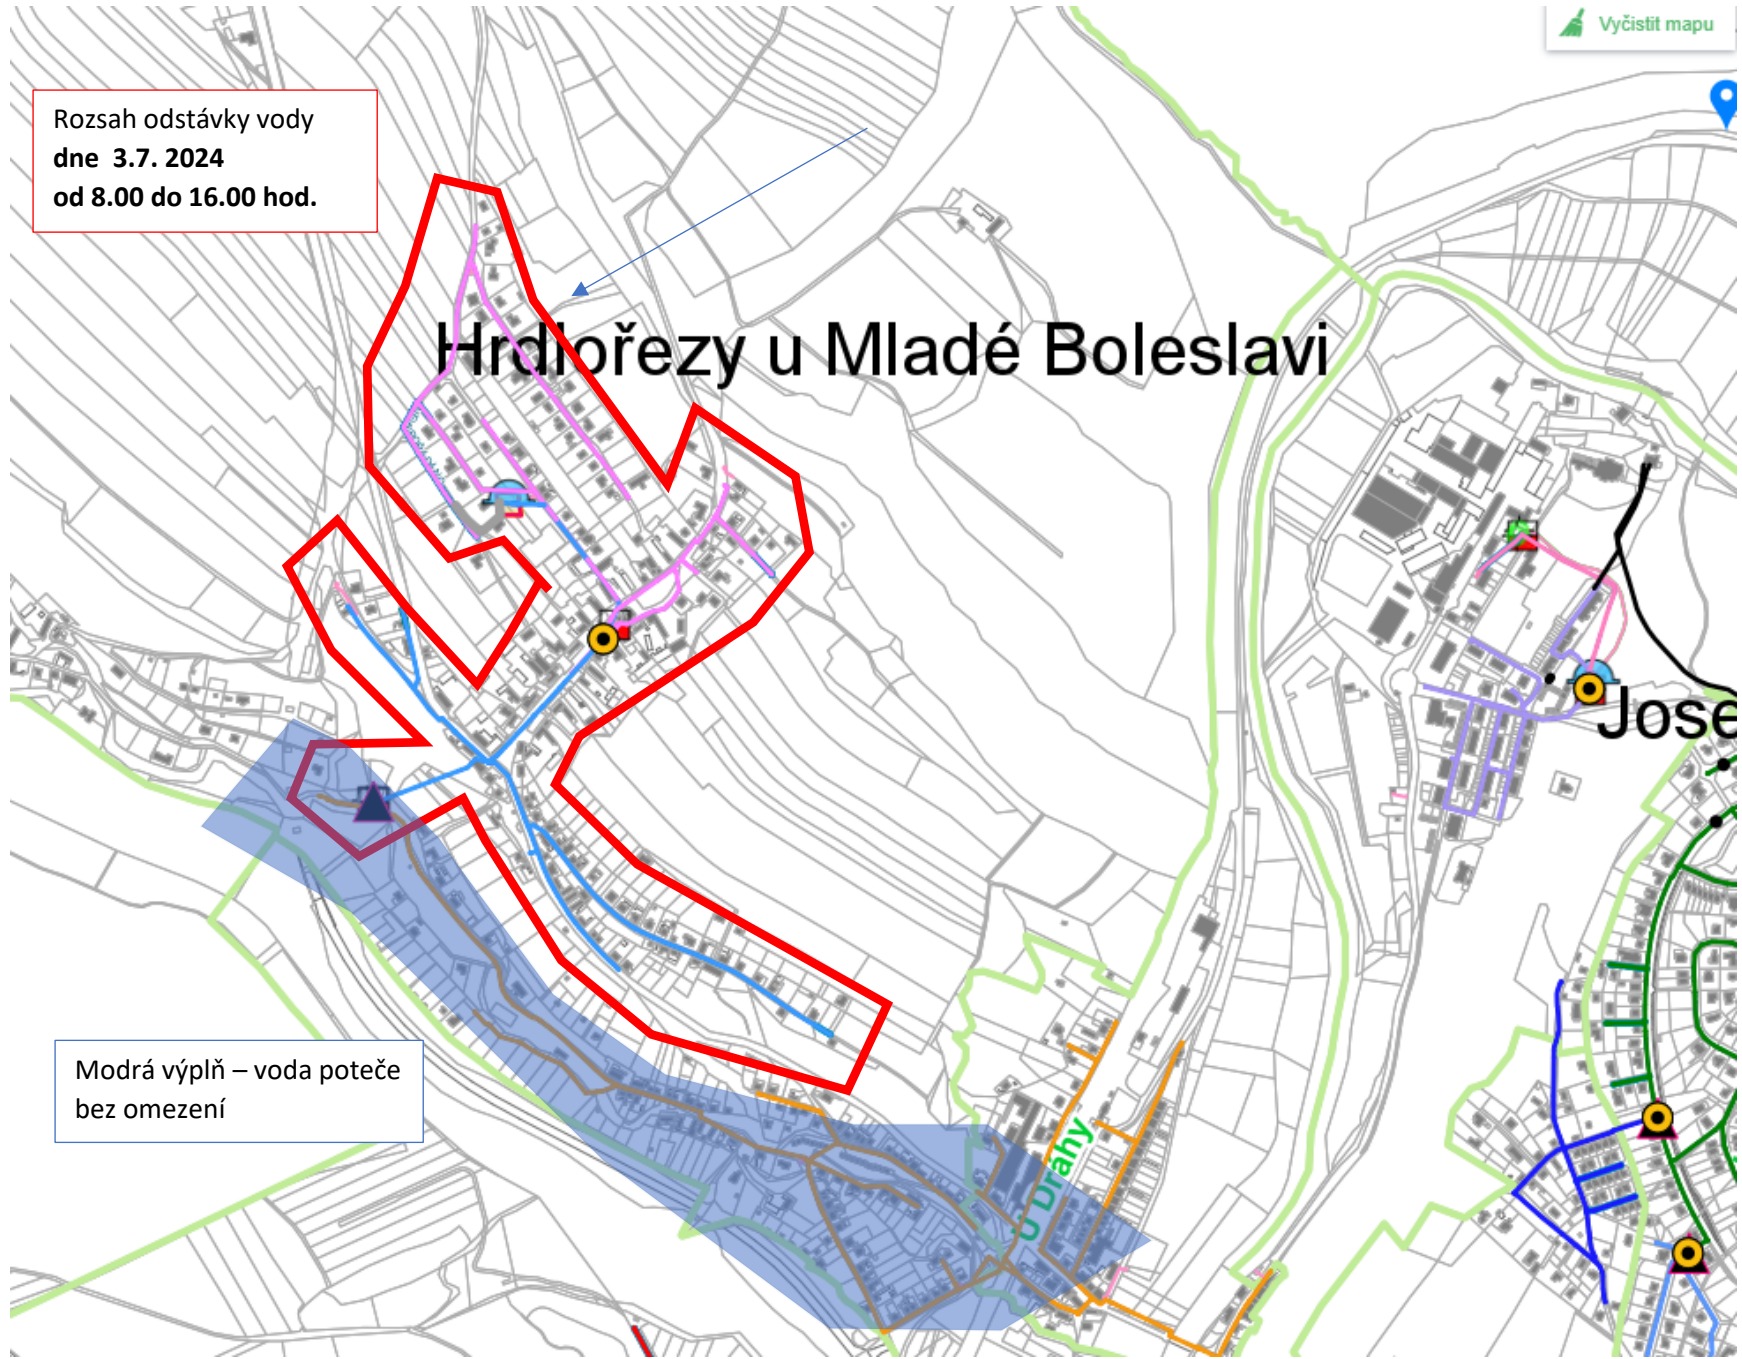 Vyčistit mapu
Rozsah odstávky vody
dne 3.7. 2024
od 8.00 do 16.00 hod.
Hrdlořezy u Mladé Boleslavi
Jose
Modrá výplň – voda poteče
bez omezení
U Dráhy